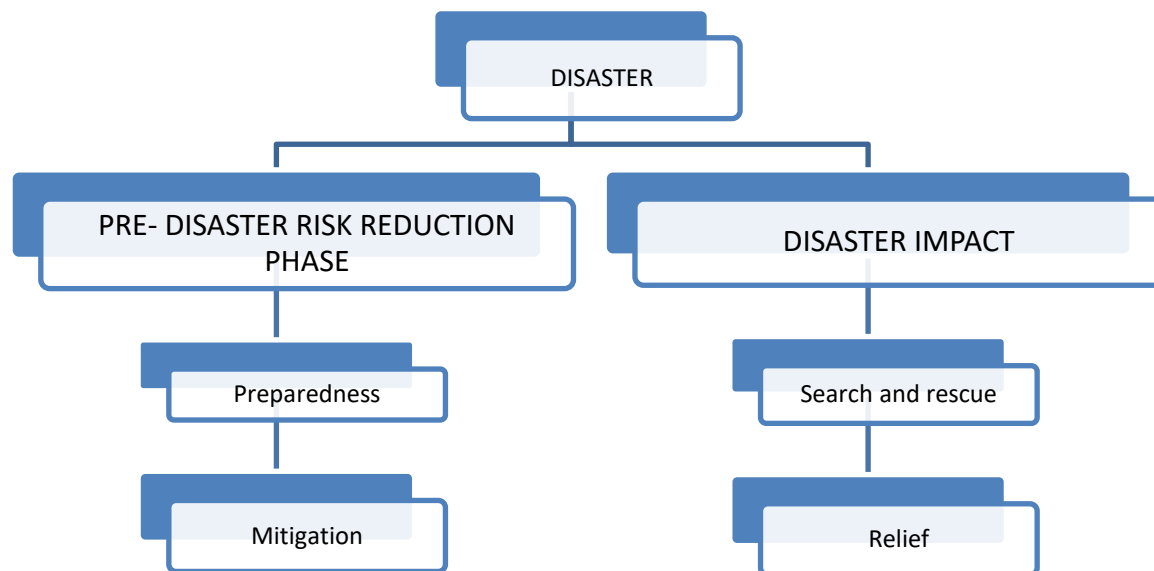 DISASTER
PRE- DISASTER RISK REDUCTION
PHASE
DISASTER IMPACT
Preparedness
Search and rescue
Mitigation
Relief